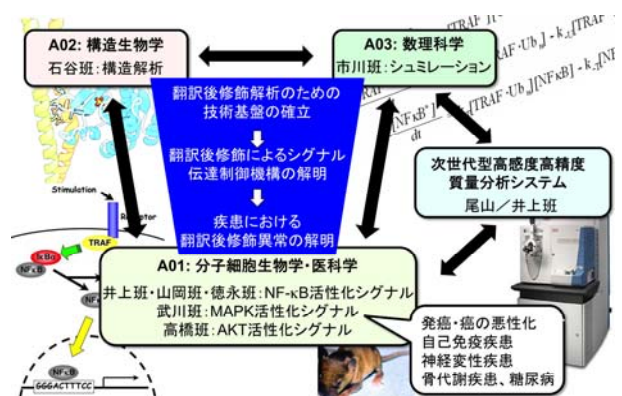 A02: 構造生物学
石谷班:構造解析
A03: 数理科学
市川班:シュミレーション
翻訳後修飾解析のための
技術基盤の確立
翻訳後修飾によるシグナル
伝達制御機構の解明
疾患における
翻訳後修飾異常の解明
次世代型高感度高精度
質量分析システム
尾山/井上班
Stimulation
TRAF
IκBα
NFκB
A01: 分子細胞生物学・医科学
井上班・山岡班・徳永班:NF-κB活性化シグナル
武川班:MAPK活性化シグナル
高橋班:AKT活性化シグナル
発癌・癌の悪性化
自己免疫疾患
神経変性疾患
骨代謝疾患、糖尿病
NFκB
GGGACTTTCC